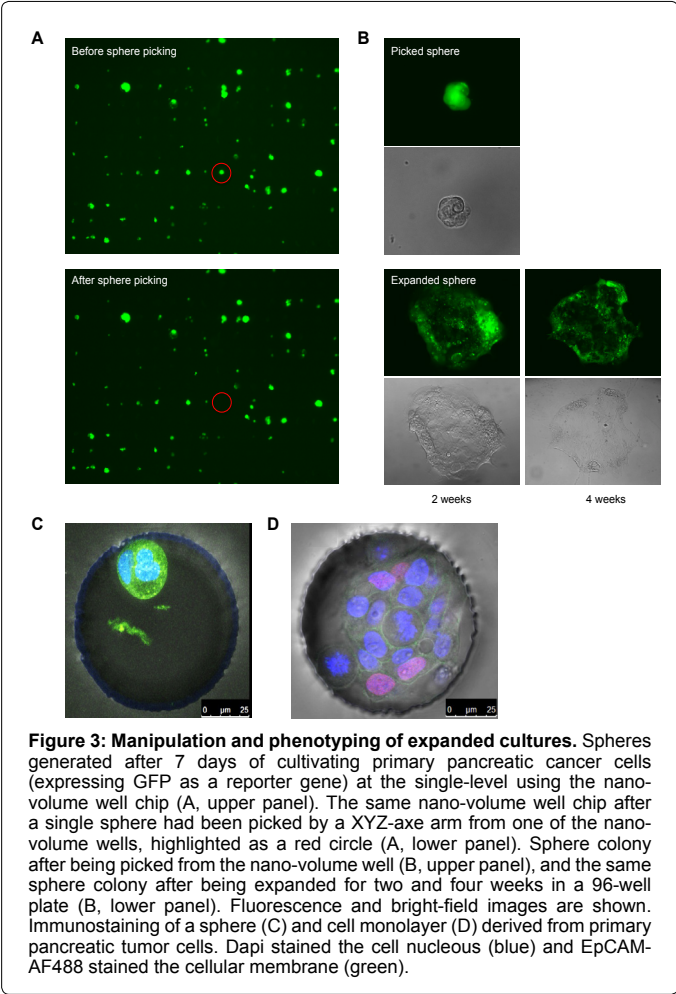 A
B
Before sphere picking
Picked sphere
After sphere picking
Expanded sphere
2 weeks
4 weeks
C
D
0 µm 25
0 µm 25
Figure 3: Manipulation and phenotyping of expanded cultures. Spheres
generated after 7 days of cultivating primary pancreatic cancer cells
(expressing GFP as a reporter gene) at the single-level using the nano-
volume well chip (A, upper panel). The same nano-volume well chip after
a single sphere had been picked by a XYZ-axe arm from one of the nano-
volume wells, highlighted as a red circle (A, lower panel). Sphere colony
after being picked from the nano-volume well (B, upper panel), and the same
sphere colony after being expanded for two and four weeks in a 96-well
plate (B, lower panel). Fluorescence and bright-field images are shown.
Immunostaining of a sphere (C) and cell monolayer (D) derived from primary
pancreatic tumor cells. Dapi stained the cell nucleous (blue) and EpCAM-
AF488 stained the cellular membrane (green).